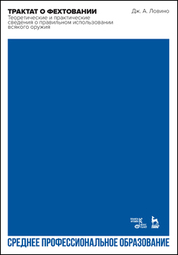 ТРАКТАТ О ФЕХТОВАНИИ
Теоретические и практические
сведения о правильном использовании
всякого оружия
Дж. А. Ловино
СРЕДНЕЕ ПРОФЕССИОНАЛЬНОЕ ОБРАЗОВАНИЕ